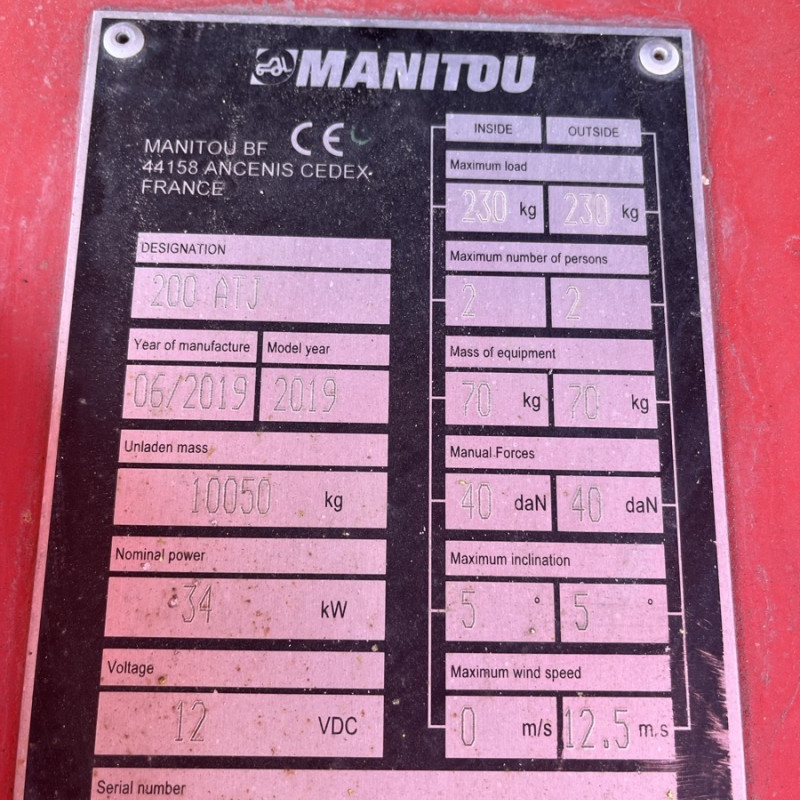 MANITOU
MANITOU BF CE
44158 ANCENIS CEDEX
FRANCE
DESIGNATION
200 ATJ
Year of manufacture Model year
06/2019 2019
Unladen mass
10050 kg
Nominal power
34 kW
Voltage
12 VDC
Serial number
INSIDE OUTSIDE
Maximum load
230 kg 230 kg
Maximum number of persons
2 2
Mass of equipment
70 kg 70 kg
Manual Forces
40 daN 40 daN
Maximum inclination
5 ° 5 °
Maximum wind speed
0 m/s 12.5 m/s